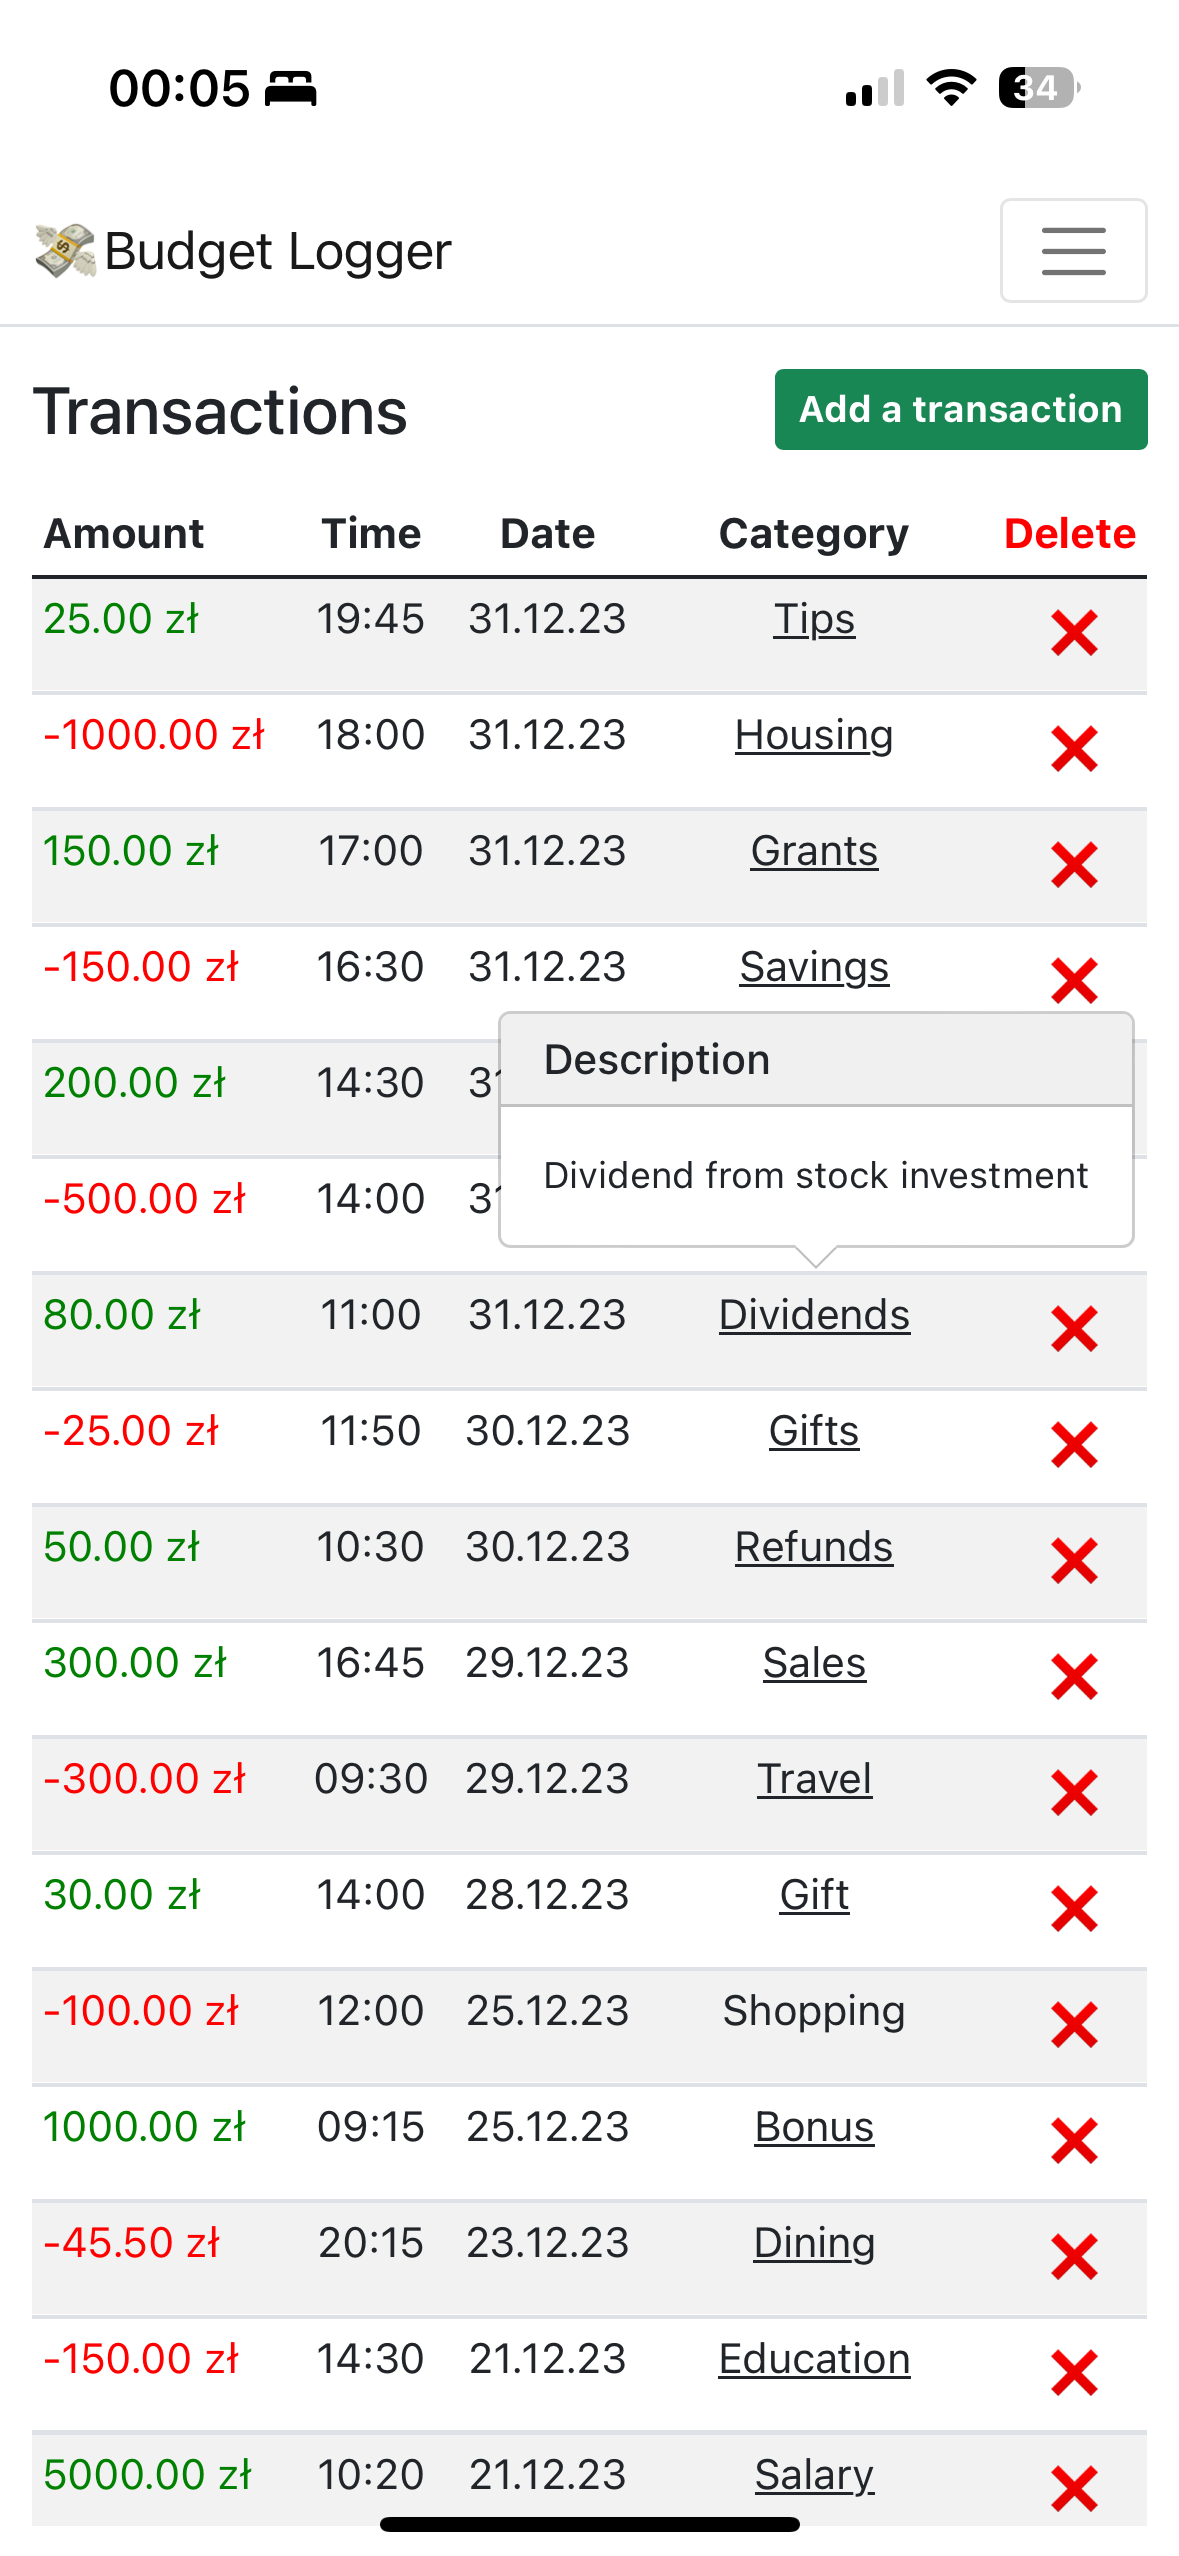 00:05 34
Budget Logger
Transactions Add a transaction
Amount Time Date Category Delete
25.00 zł 19:45 31.12.23 Tips
-1000.00 zł 18:00 31.12.23 Housing
150.00 zł 17:00 31.12.23 Grants
-150.00 zł 16:30 31.12.23 Savings
Description
200.00 zł 14:30
Dividend from stock investment
-500.00 zł 14:00
80.00 zł 11:00 31.12.23 Dividends
-25.00 zł 11:50 30.12.23 Gifts
50.00 zł 10:30 30.12.23 Refunds
300.00 zł 16:45 29.12.23 Sales
-300.00 zł 09:30 29.12.23 Travel
30.00 zł 14:00 28.12.23 Gift
-100.00 zł 12:00 25.12.23 Shopping
1000.00 zł 09:15 25.12.23 Bonus
-45.50 zł 20:15 23.12.23 Dining
-150.00 zł 14:30 21.12.23 Education
5000.00 zł 10:20 21.12.23 Salary